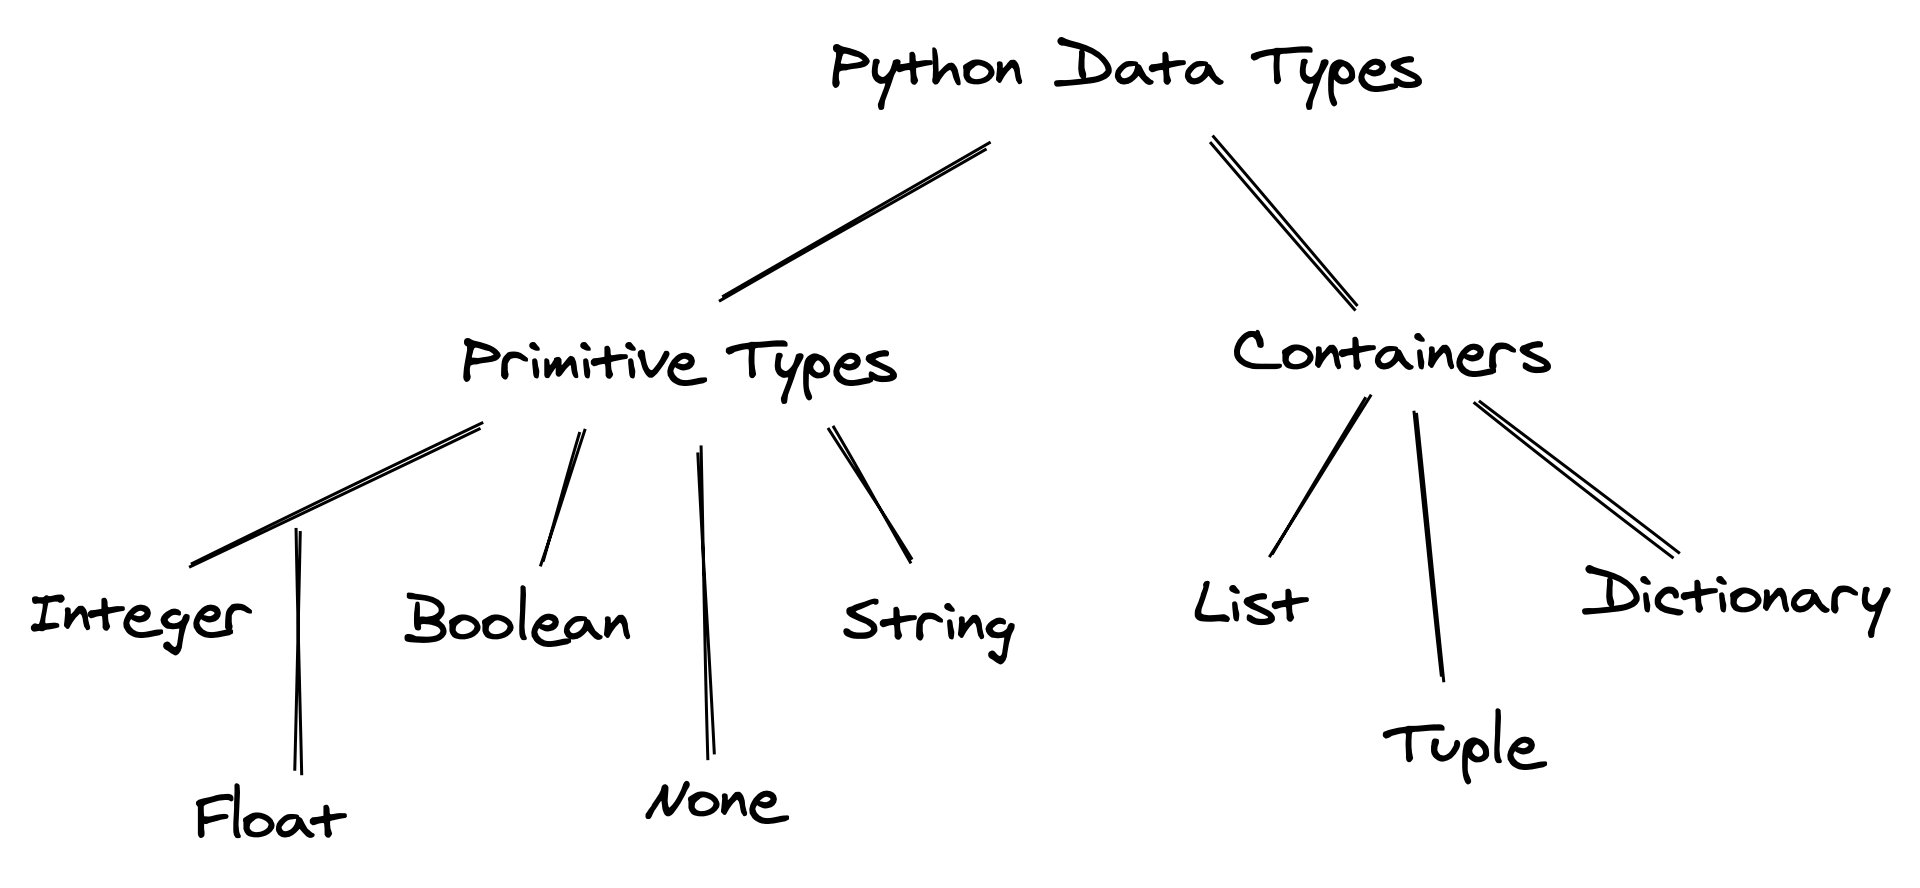 Python Data Types
Primitive Types
Containers
Integer
Boolean
String
List
Dictionary
Tuple
Float
None